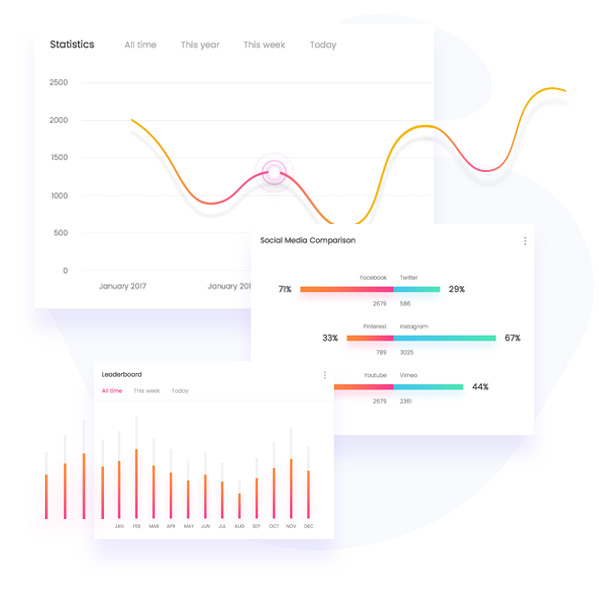 Statistics All time This year This week Today
2500
2000
1500
1000
500
0
January 2017 January 201
Social Media Comparison
Facebook Twitter
71% 29%
2679 586
Pinterest Instagram
33% 67%
789 3025
Youtube Vimeo
44%
2679 2361
Leaderboard
All time This week Today
JAN FEB MAR APR MAY JUN JUL AUG SEP OCT NOV DEC